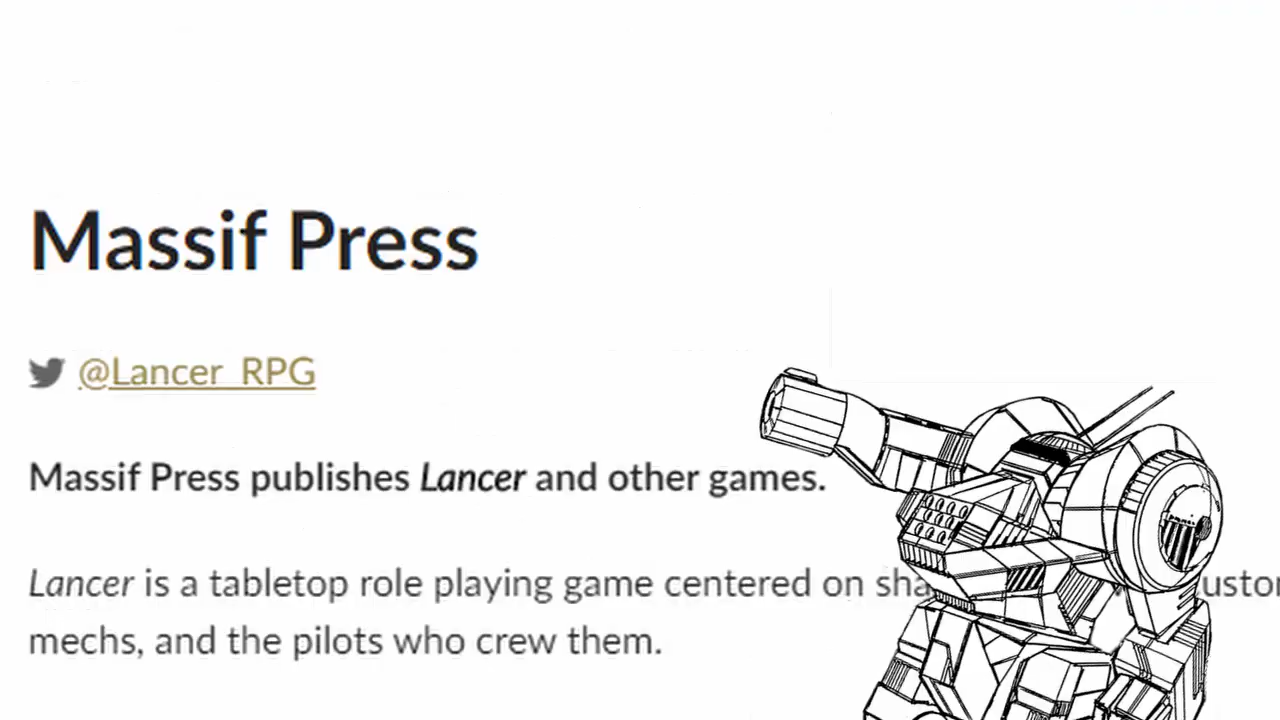 Massif Press
@Lancer_RPG
Massif Press publishes Lancer and other games.
Lancer is a tabletop role playing game centered on
mechs, and the pilots who crew them.